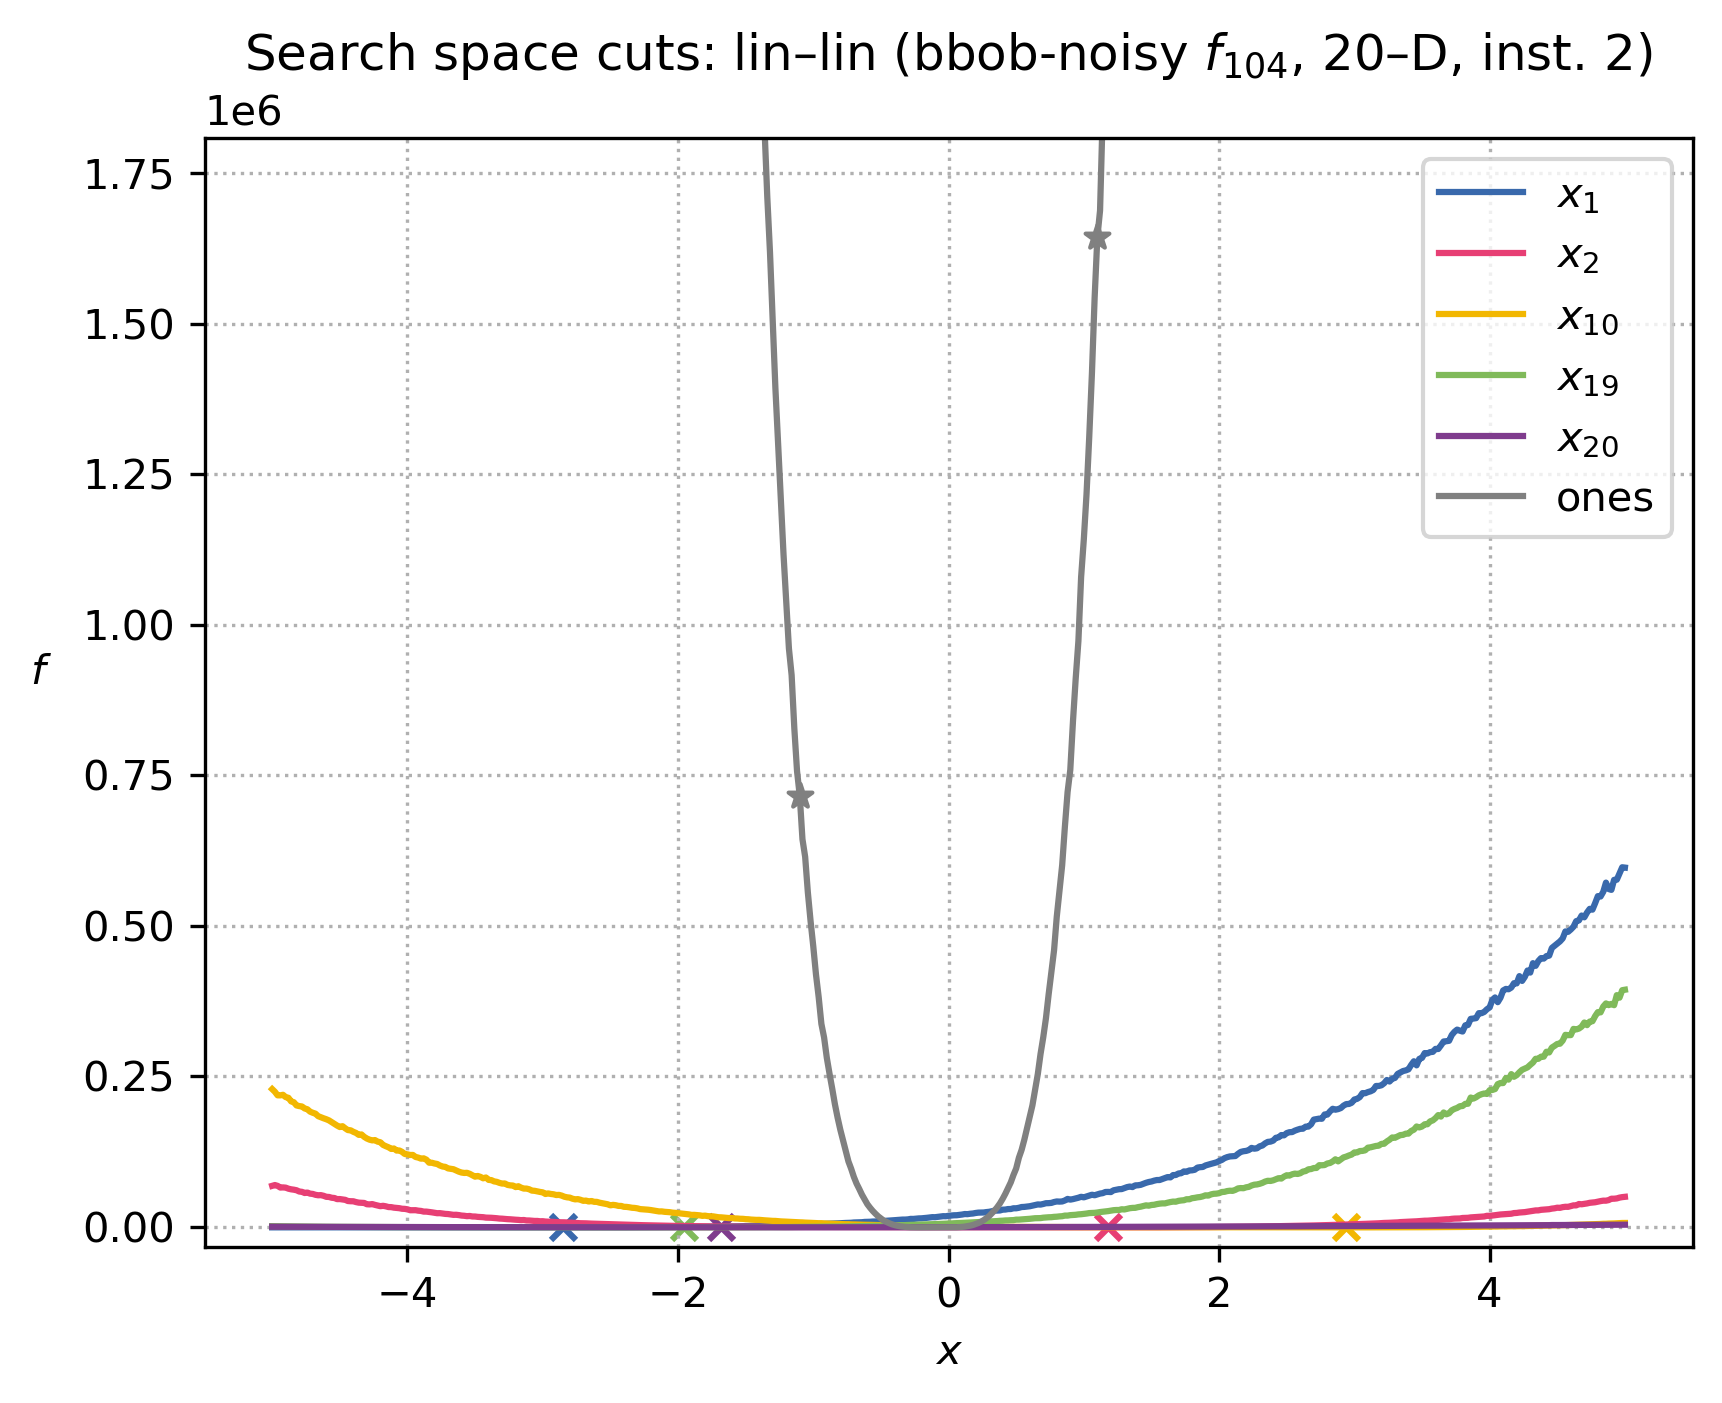 Search space cuts: lin–lin (bbob-noisy f₁₀₄, 20–D, inst. 2)
1e6
1.75
1.50
1.25
1.00
0.75
0.50
0.25
0.00
f
−4
−2
0
2
4
x
x₁
x₂
x₁₀
x₁₉
x₂₀
ones